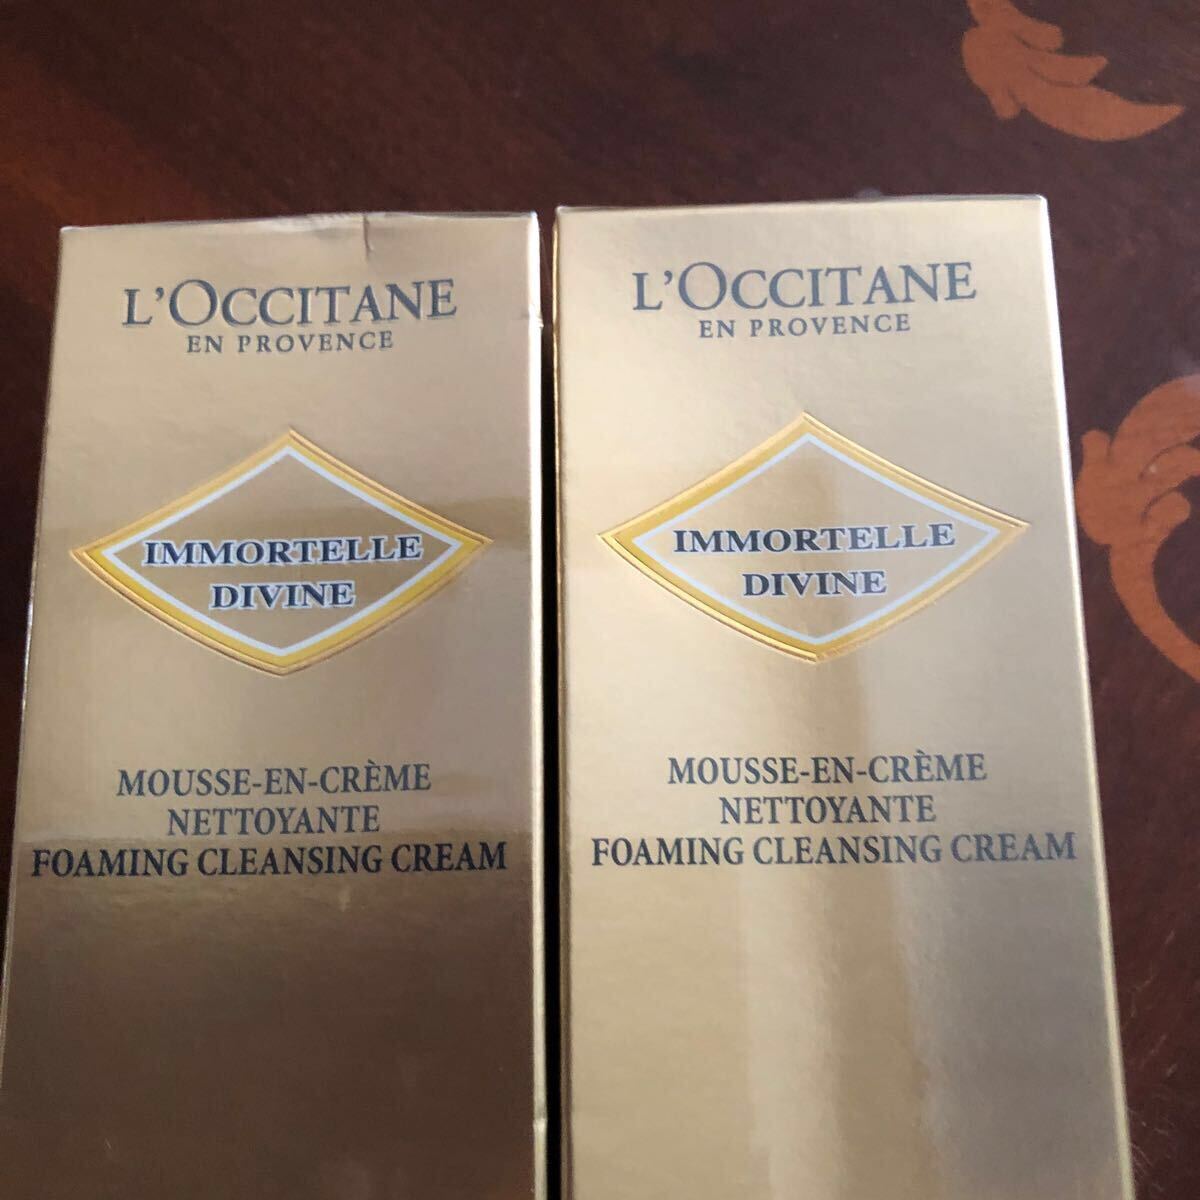 L'OCCITANE
EN PROVENCE
IMMORTELLE
DIVINE
MOUSSE-EN-CRÈME
NETTOYANTE
FOAMING CLEANSING CREAM
L'OCCITANE
EN PROVENCE
IMMORTELLE
DIVINE
MOUSSE-EN-CRÈME
NETTOYANTE
FOAMING CLEANSING CREAM